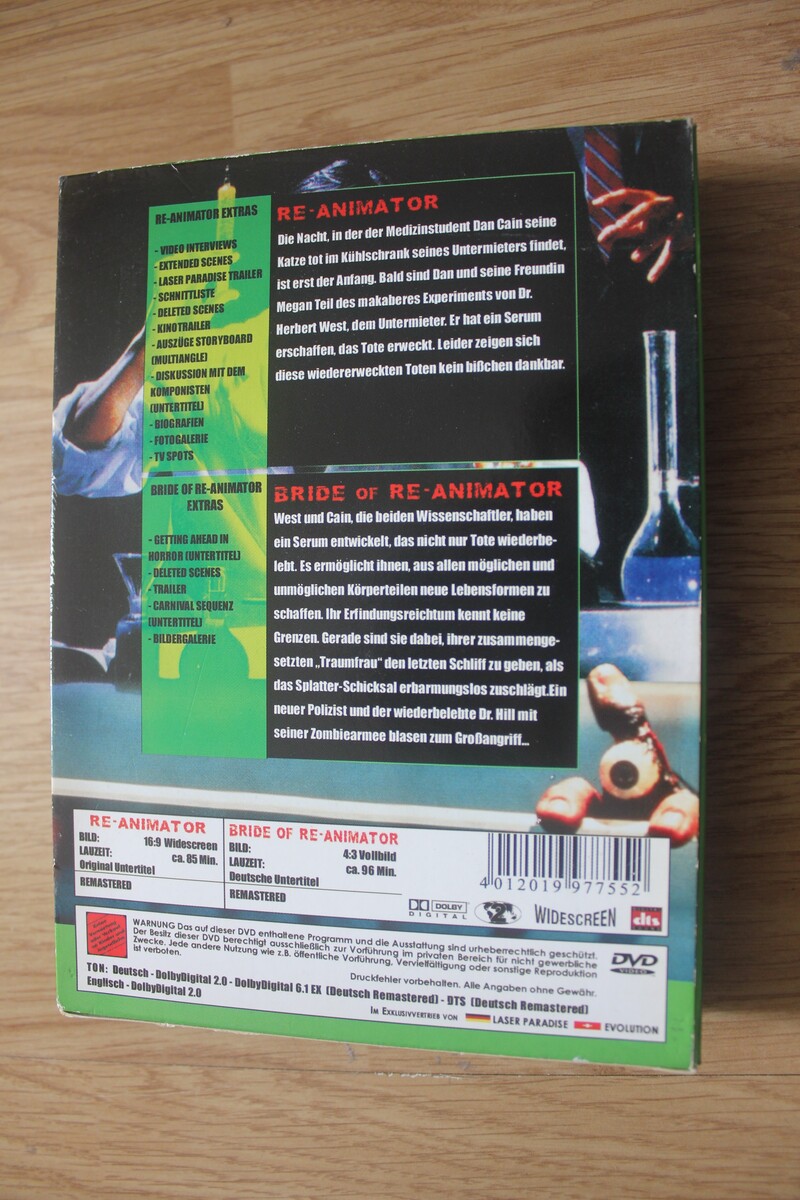 RE-ANIMATOR EXTRAS
- VIDEO INTERVIEWS
- EXTENDED SCENES
- LASER PARADISE TRAILER
- SCHNITTLISTE
- DELETED SCENES
- KINOTRAILER
- AUSZÜGE STORYBOARD
(MULTIANGLE)
- DISKUSSION MIT DEM
KOMPONISTEN
(UNTERTITEL)
- BIOGRAFIEN
- FOTOGALERIE
- TV SPOTS
RE-ANIMATOR
Die Nacht, in der der Medizinstudent Dan Cain seine
Katze tot im Kühlschrank seines Untermieters findet,
ist erst der Anfang. Bald sind Dan und seine Freundin
Megan Teil des makaberes Experiments von Dr.
Herbert West, dem Untermieter. Er hat ein Serum
erschaffen, das Tote erweckt. Leider zeigen sich
diese wiedererweckten Toten kein bißchen dankbar.
BRIDE OF RE-ANIMATOR
EXTRAS
- GETTING AHEAD IN
HORROR (UNTERTITEL)
- DELETED SCENES
- TRAILER
- CARNIVAL SEQUENZ
(UNTERTITEL)
- BILDERGALERIE
BRIDE OF RE-ANIMATOR
West und Cain, die beiden Wissenschaftler, haben
ein Serum entwickelt, das nicht nur Tote wiederbe-
lebt. Es ermöglicht ihnen, aus allen möglichen und
unmöglichen Körperteilen neue Lebensformen zu
schaffen. Ihr Erfindungsreichtum kennt keine
Grenzen. Gerade sind sie dabei, ihrer zusammenge-
setzten „Traumfrau“ den letzten Schliff zu geben, als
das Splatter-Schicksal erbarmungslos zuschlägt.Ein
neuer Polizist und der wiederbelebte Dr. Hill mit
seiner Zombiearmee blasen zum Großangriff...
RE-ANIMATOR
BILD: 16:9 Widescreen
LAUZEIT: ca. 85 Min.
Original Untertitel
REMASTERED
BRIDE OF RE-ANIMATOR
BILD: 4:3 Vollbild
LAUZEIT: ca. 96 Min.
Deutsche Untertitel
REMASTERED
4 012019 977552
DOLBY
DIGITAL
2
WIDESCREEN
dts
WARNUNG Das auf dieser DVD enthaltene Programm und die Ausstattung sind urheberrechtlich geschützt.
Der Besitz dieser DVD berechtigt ausschließlich zur Vorführung im privaten Bereich für nicht gewerbliche
Zwecke. Jede andere Nutzung wie z.B. öffentliche Vorführung, Vervielfältigung oder sonstige Reproduktion
ist verboten.
Druckfehler vorbehalten. Alle Angaben ohne Gewähr.
DVD
VIDEO
TON: Deutsch - DolbyDigital 2.0 - DolbyDigital 6.1 EX (Deutsch Remastered) - DTS (Deutsch Remastered)
Englisch - DolbyDigital 2.0
IM EXKLUSIVVERTRIEB VON LASER PARADISE EVOLUTION